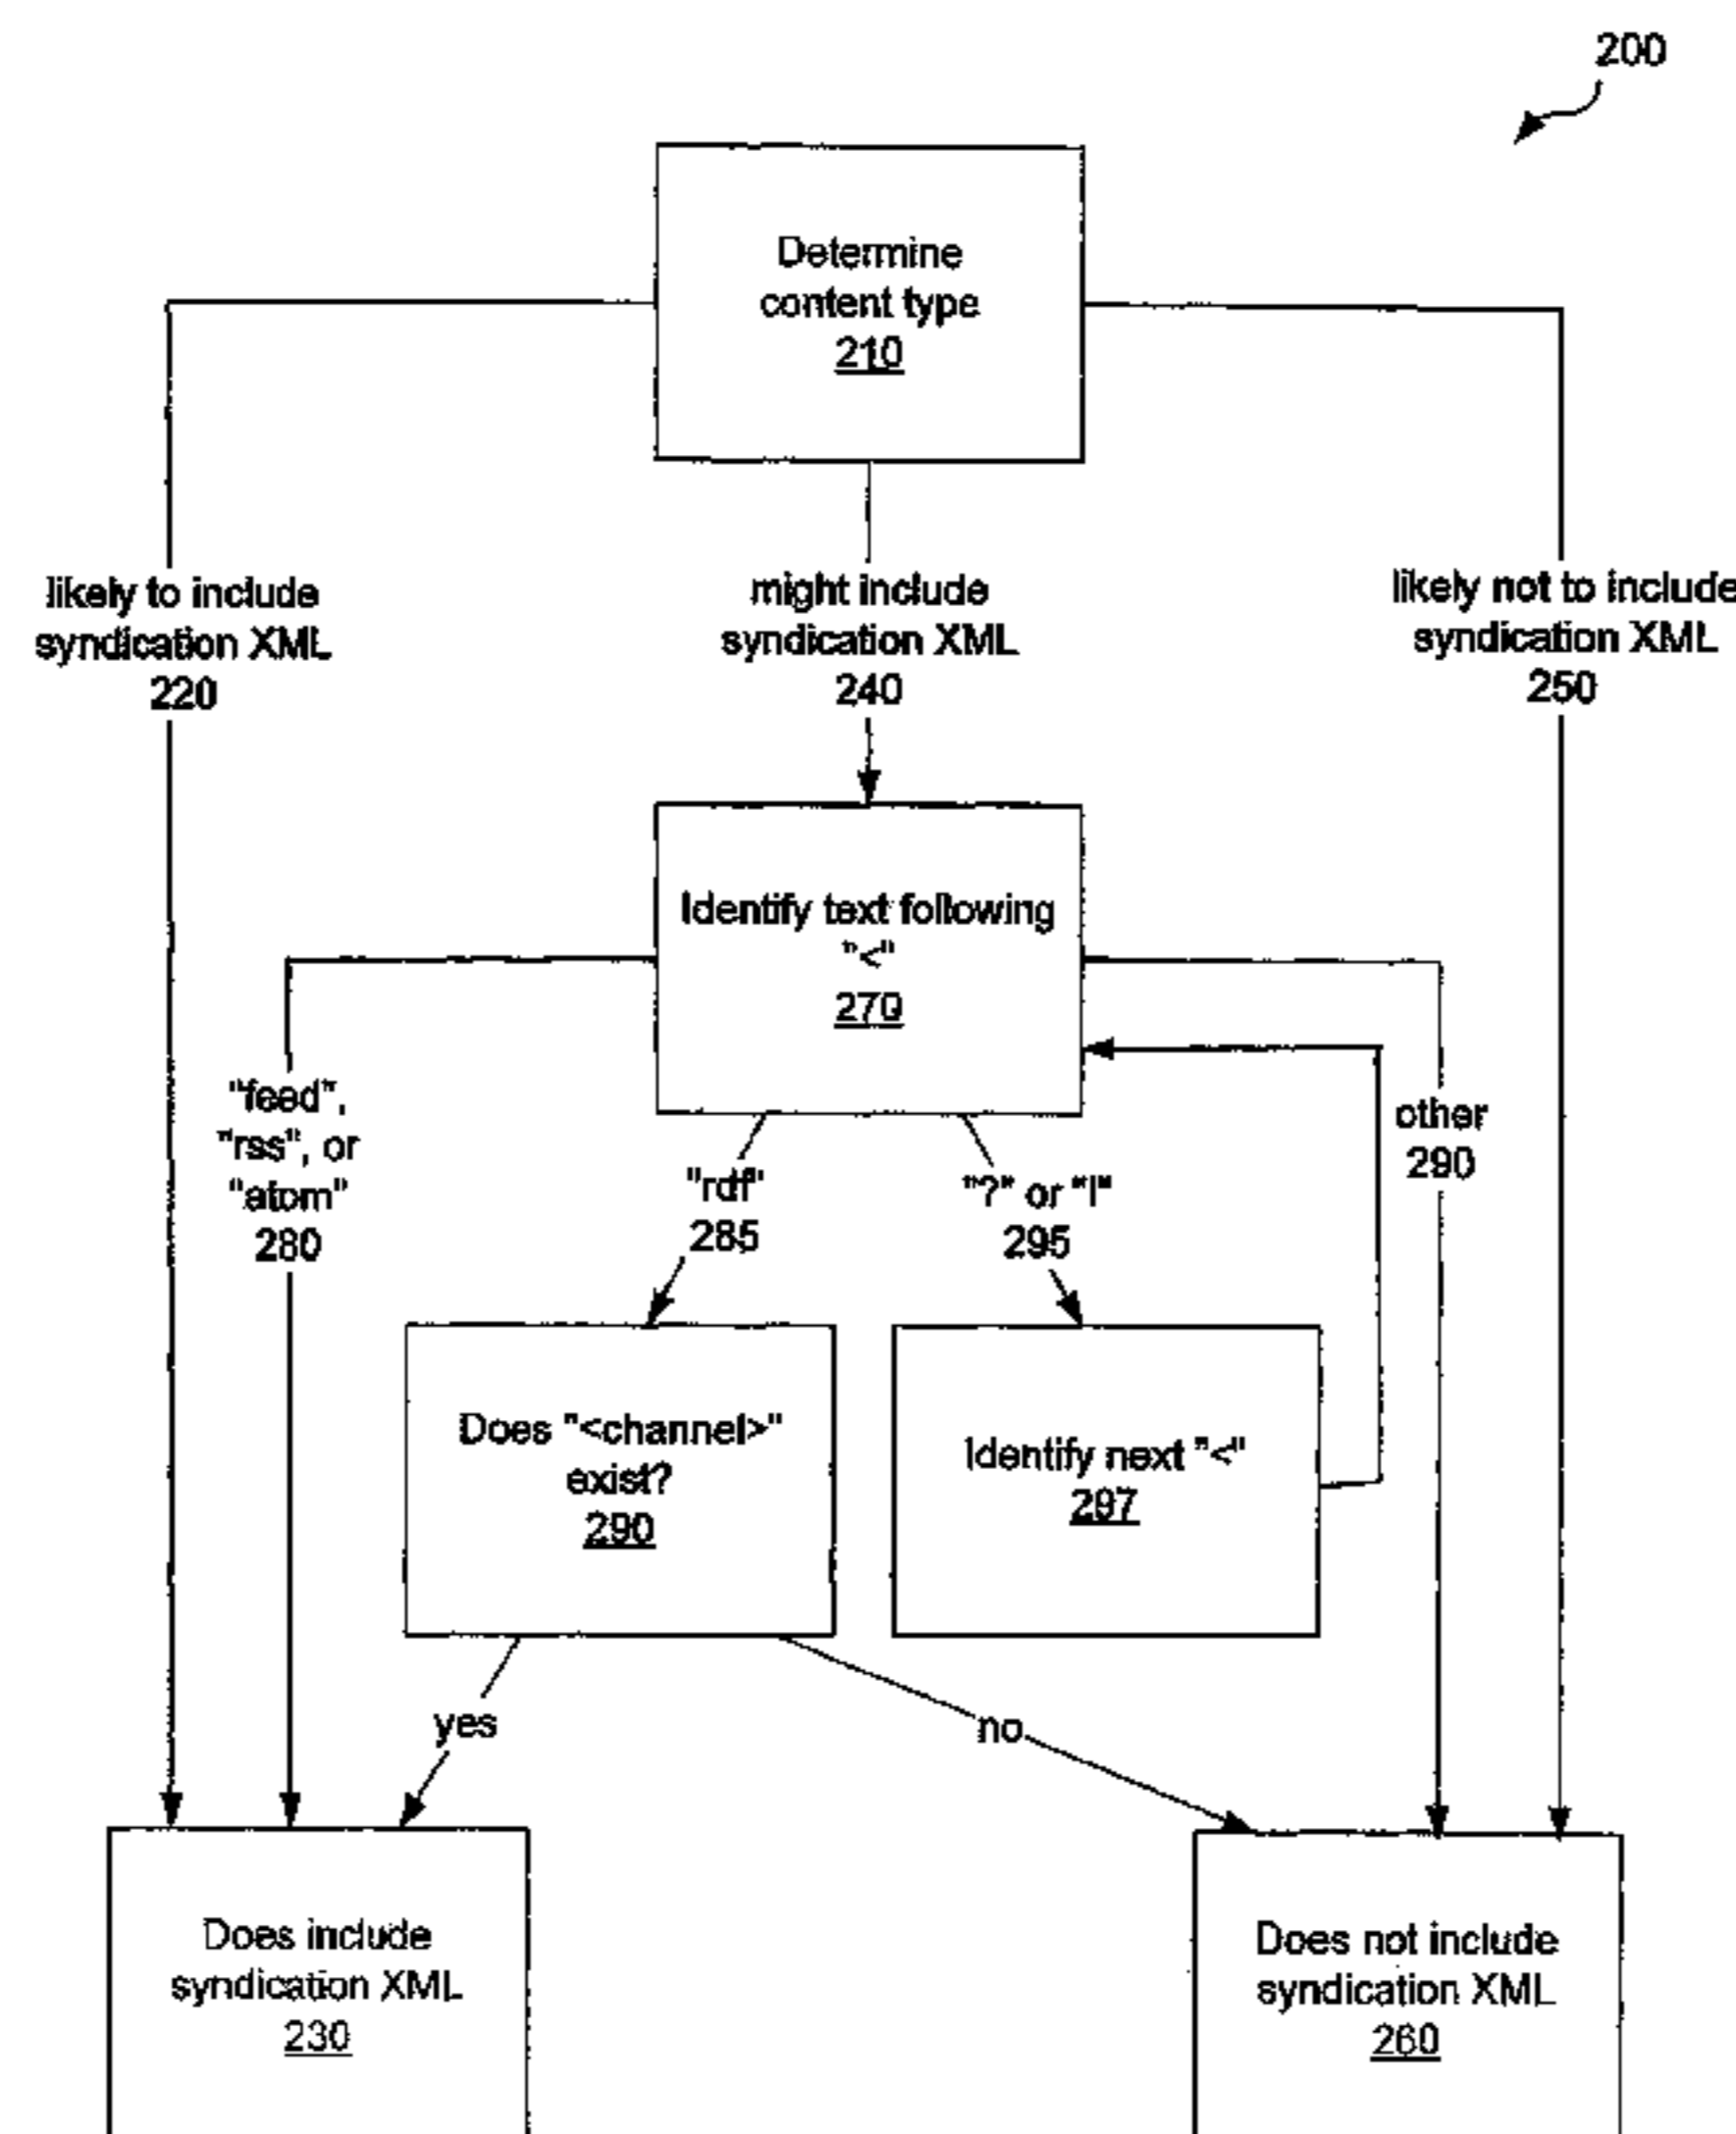 200
Determine
content type
210
likely to include
syndication XML
220
might include
syndication XML
240
likely not to include
syndication XML
250
Identify text following
"<"
270
"feed",
"rss", or
"atom"
280
"rdf"
285
"?" or "!"
295
other
290
Does "<channel>"
exist?
290
Identify next "<"
297
yes
no
Does include
syndication XML
230
Does not include
syndication XML
260